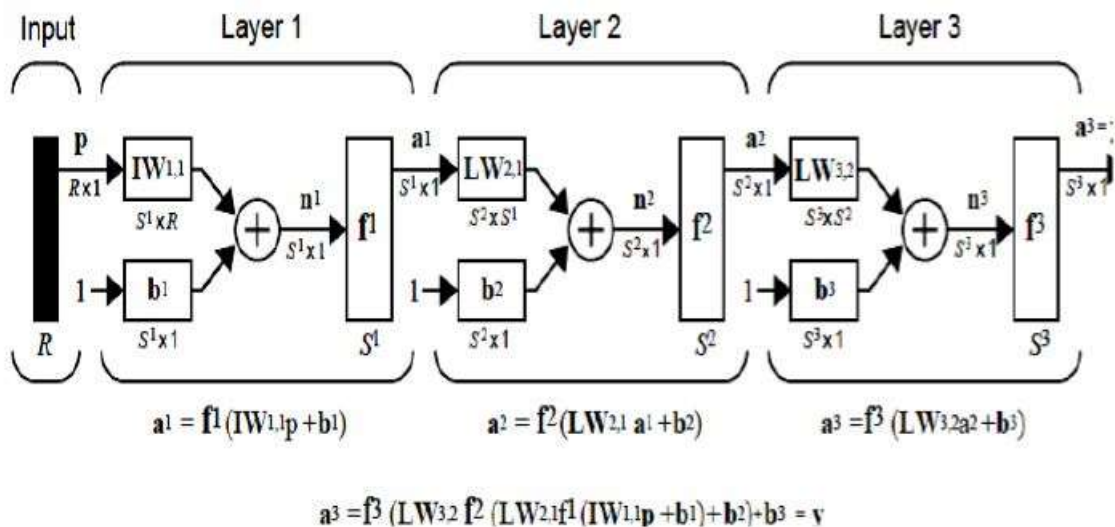 Input Layer 1 Layer 2 Layer 3
p a1 a2 a3 =
IW1,1 LW2,1 LW3,2
R x 1 S1 x 1 S2 x 1 S3 x 1
S1 x R n1 S2 x S1 n2 S3 x S2 n3
+ f1 + f2 + f3
S1 x 1 S2 x 1 S3 x 1
1 b1 1 b2 1 b3
R S1 x 1 S1 S2 x 1 S2 S3 x 1 S3
a1 = f1 (IW1,1p + b1) a2 = f2 (LW2,1 a1 + b2) a3 = f3 (LW3,2a2 + b3)
a3 = f3 (LW3,2 f2 (LW2,1f1 (IW1,1p + b1) + b2) + b3 = y